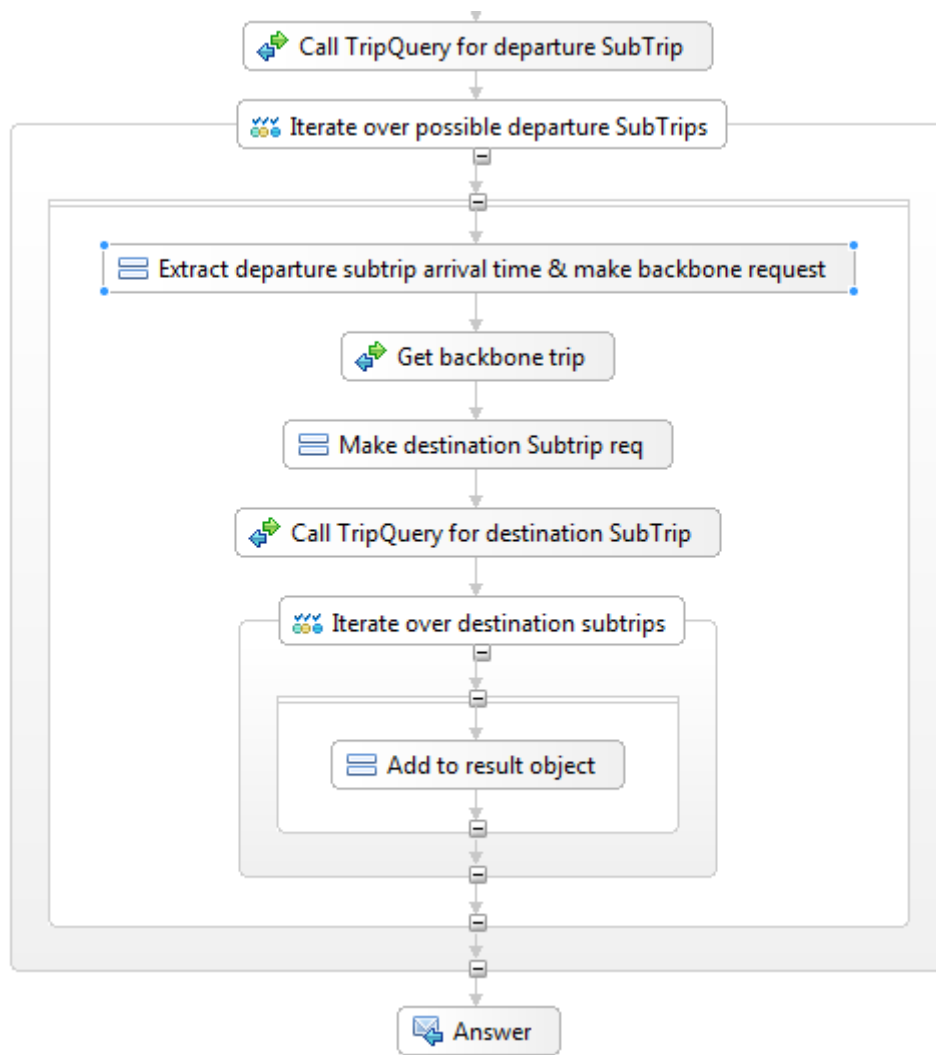 Call TripQuery for departure SubTrip
Iterate over possible departure SubTrips
Extract departure subtrip arrival time & make backbone request
Get backbone trip
Make destination Subtrip req
Call TripQuery for destination SubTrip
Iterate over destination subtrips
Add to result object
Answer